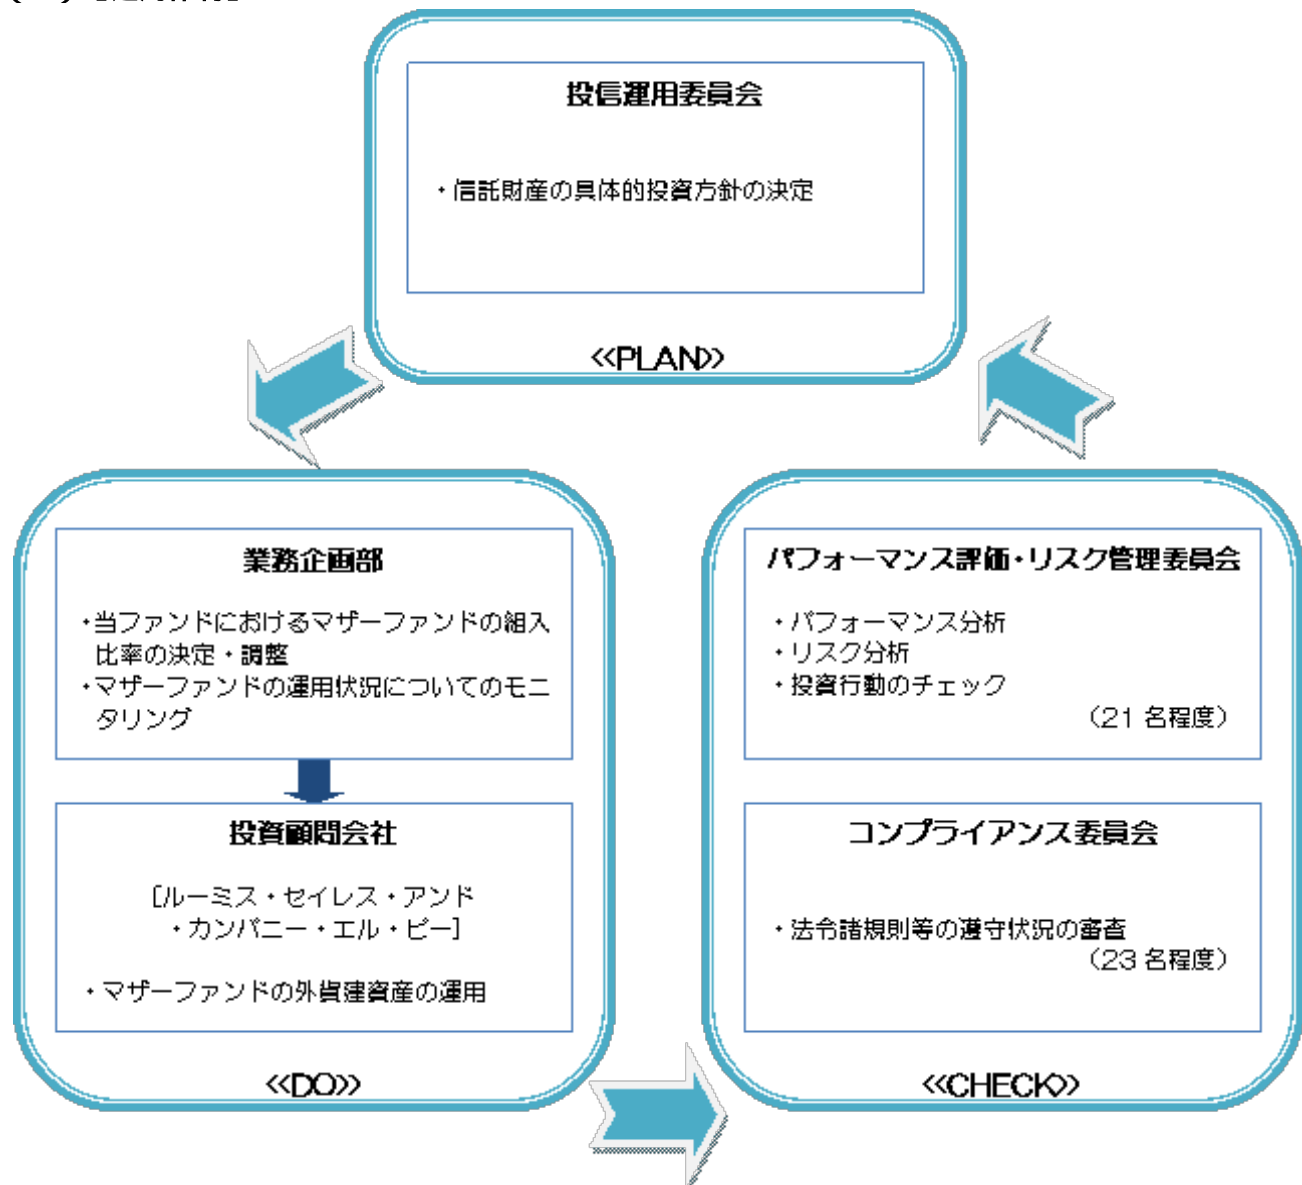 投信運用委員会
・信託財産の具体的投資方針の決定
≪PLAN≫
業務企画部
・当ファンドにおけるマザーファンドの組入
比率の決定・調整
・マザーファンドの運用状況についてのモニ
タリング
投資顧問会社
[ルーミス・セイレス・アンド
・カンパニー・エル・ピー]
・マザーファンドの外貨建資産の運用
≪DO≫
パフォーマンス評価・リスク管理委員会
・パフォーマンス分析
・リスク分析
・投資行動のチェック
（21 名程度）
コンプライアンス委員会
・法令諸規則等の遵守状況の審査
（23 名程度）
≪CHECK≫